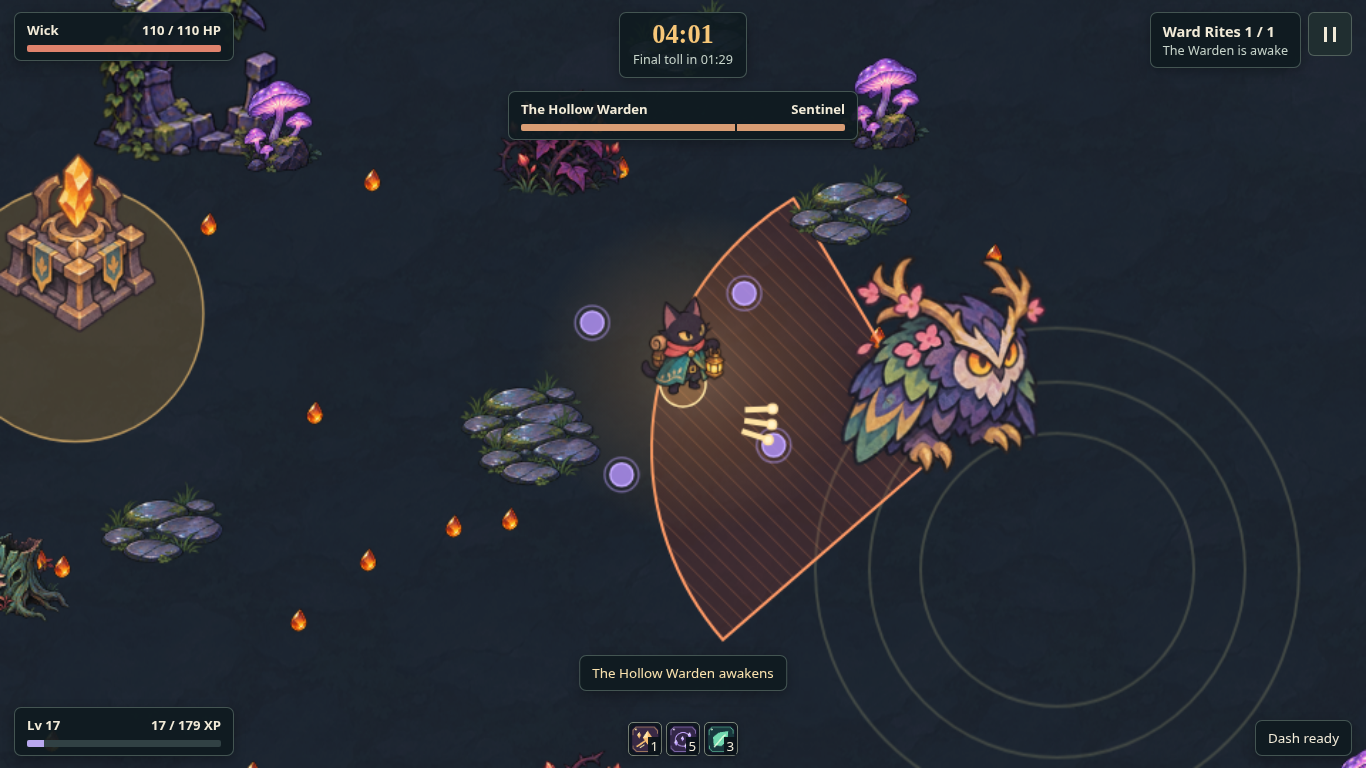 Wick 110 / 110 HP
04:01
Final toll in 01:29
Ward Rites 1 / 1
The Warden is awake
The Hollow Warden Sentinel
The Hollow Warden awakens
Lv 17 17 / 179 XP
1 5 3
Dash ready